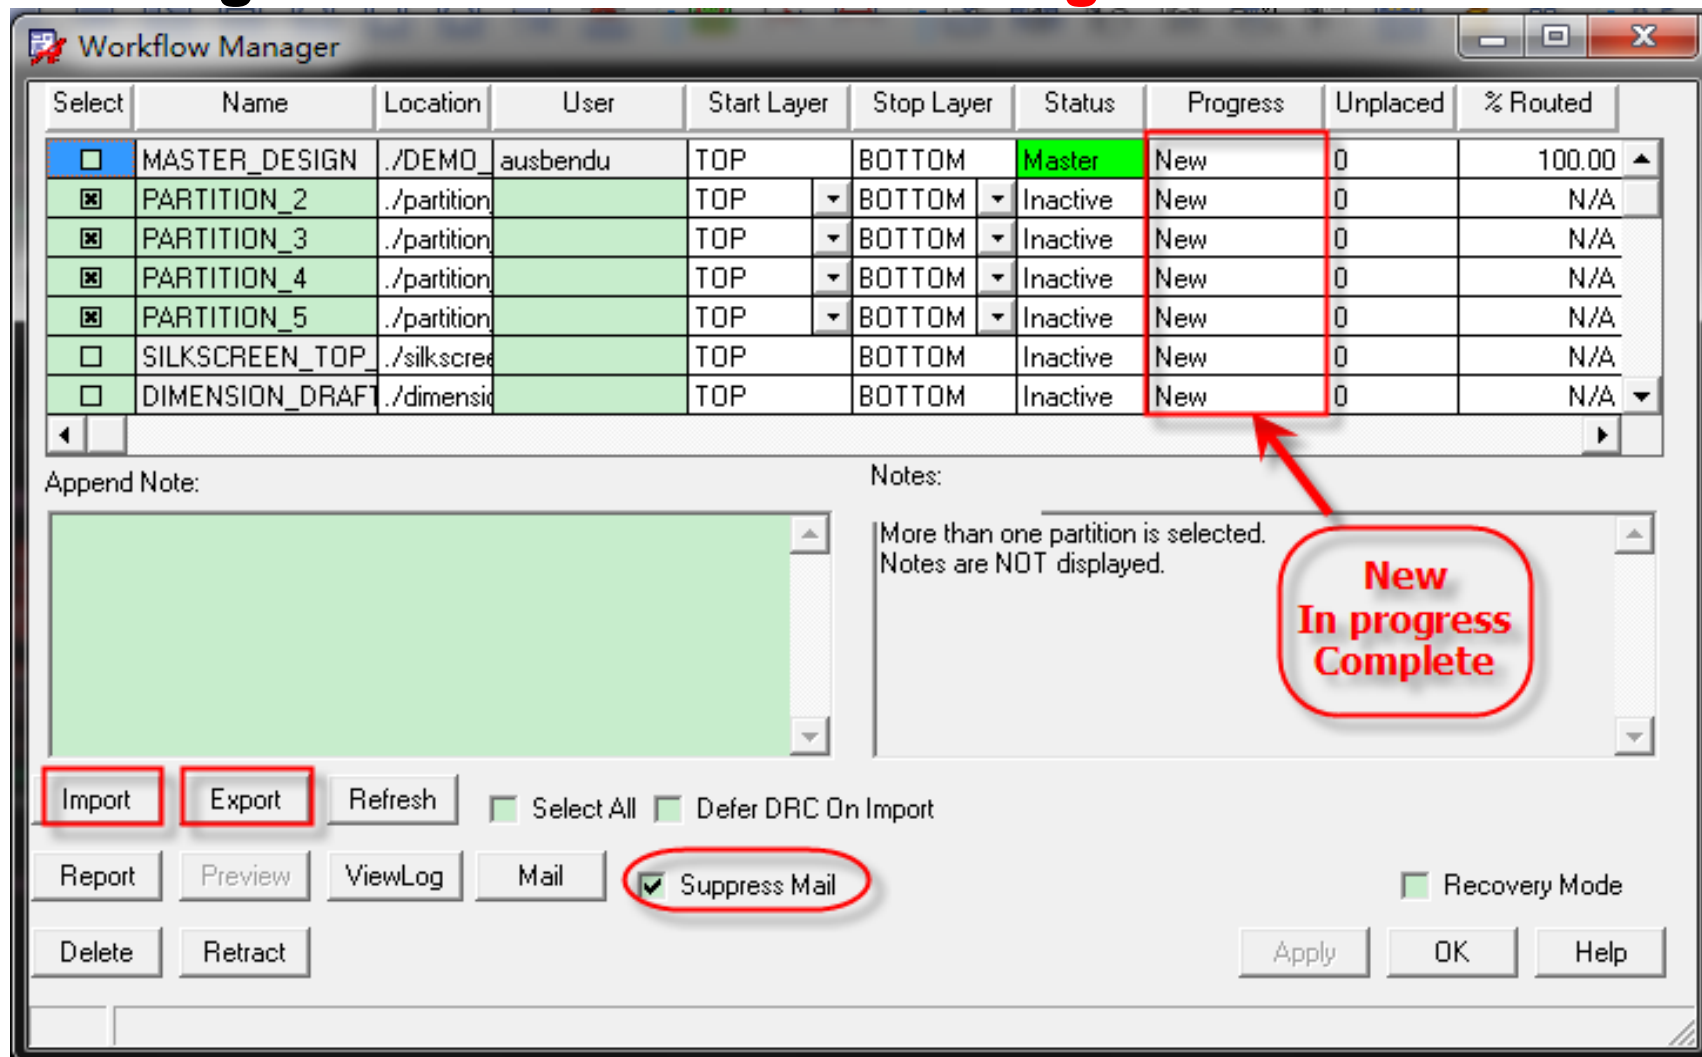 Workflow Manager
Select Name Location User Start Layer Stop Layer Status Progress Unplaced % Routed
MASTER_DESIGN ./DEMO_ ausbendu TOP BOTTOM Master New 0 100.00
PARTITION_2 ./partition TOP BOTTOM Inactive New 0 N/A
PARTITION_3 ./partition TOP BOTTOM Inactive New 0 N/A
PARTITION_4 ./partition TOP BOTTOM Inactive New 0 N/A
PARTITION_5 ./partition TOP BOTTOM Inactive New 0 N/A
SILKSCREEN_TOP_ ./silkscree TOP BOTTOM Inactive New 0 N/A
DIMENSION_DRAFT ./dimensio TOP BOTTOM Inactive New 0 N/A
Append Note: Notes:
More than one partition is selected.
Notes are NOT displayed.
New
In progress
Complete
Import Export Refresh Select All Defer DRC On Import
Report Preview ViewLog Mail Suppress Mail Recovery Mode
Delete Retract Apply OK Help